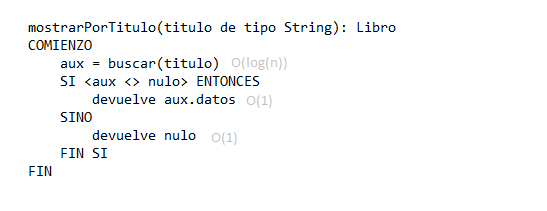 mostrarPorTitulo(titulo de tipo String): Libro
COMIENZO
aux = buscar(titulo) O(log(n))
SI <aux <> nulo> ENTONCES
devuelve aux.datos O(1)
SINO
devuelve nulo O(1)
FIN SI
FIN